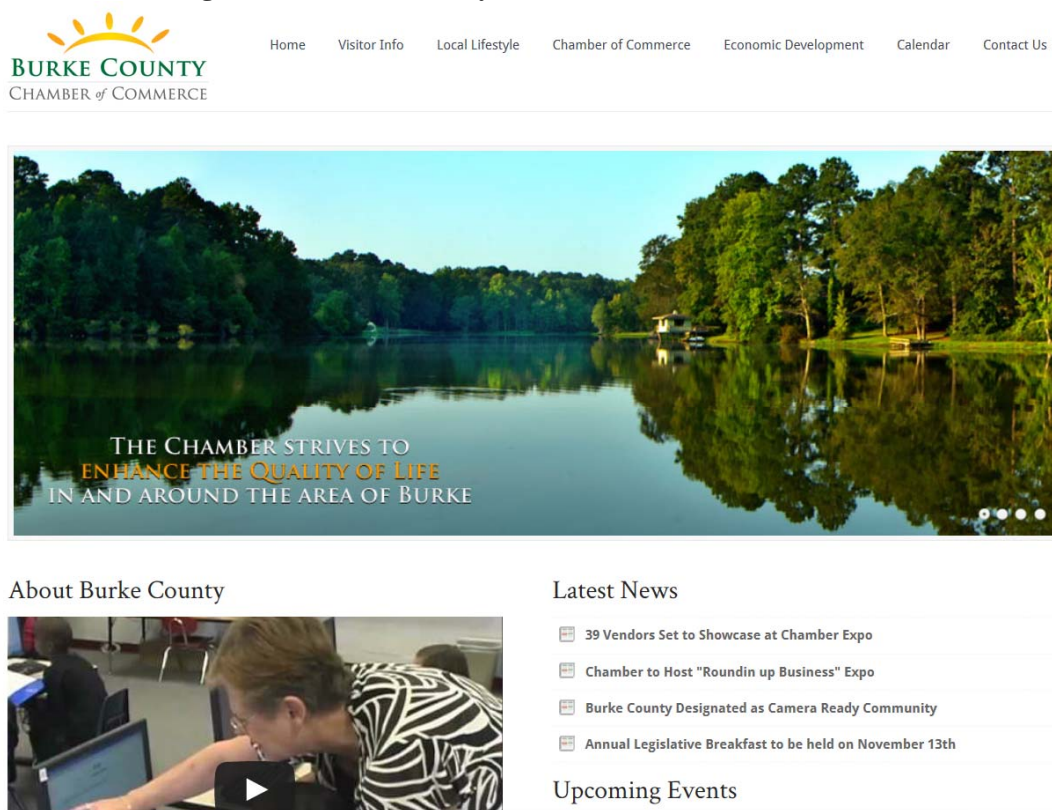 BURKE COUNTY
CHAMBER of COMMERCE
Home Visitor Info Local Lifestyle Chamber of Commerce Economic Development Calendar Contact Us
THE CHAMBER STRIVES TO
ENHANCE THE QUALITY OF LIFE
IN AND AROUND THE AREA OF BURKE
About Burke County
Latest News
39 Vendors Set to Showcase at Chamber Expo
Chamber to Host "Roundin up Business" Expo
Burke County Designated as Camera Ready Community
Annual Legislative Breakfast to be held on November 13th
Upcoming Events